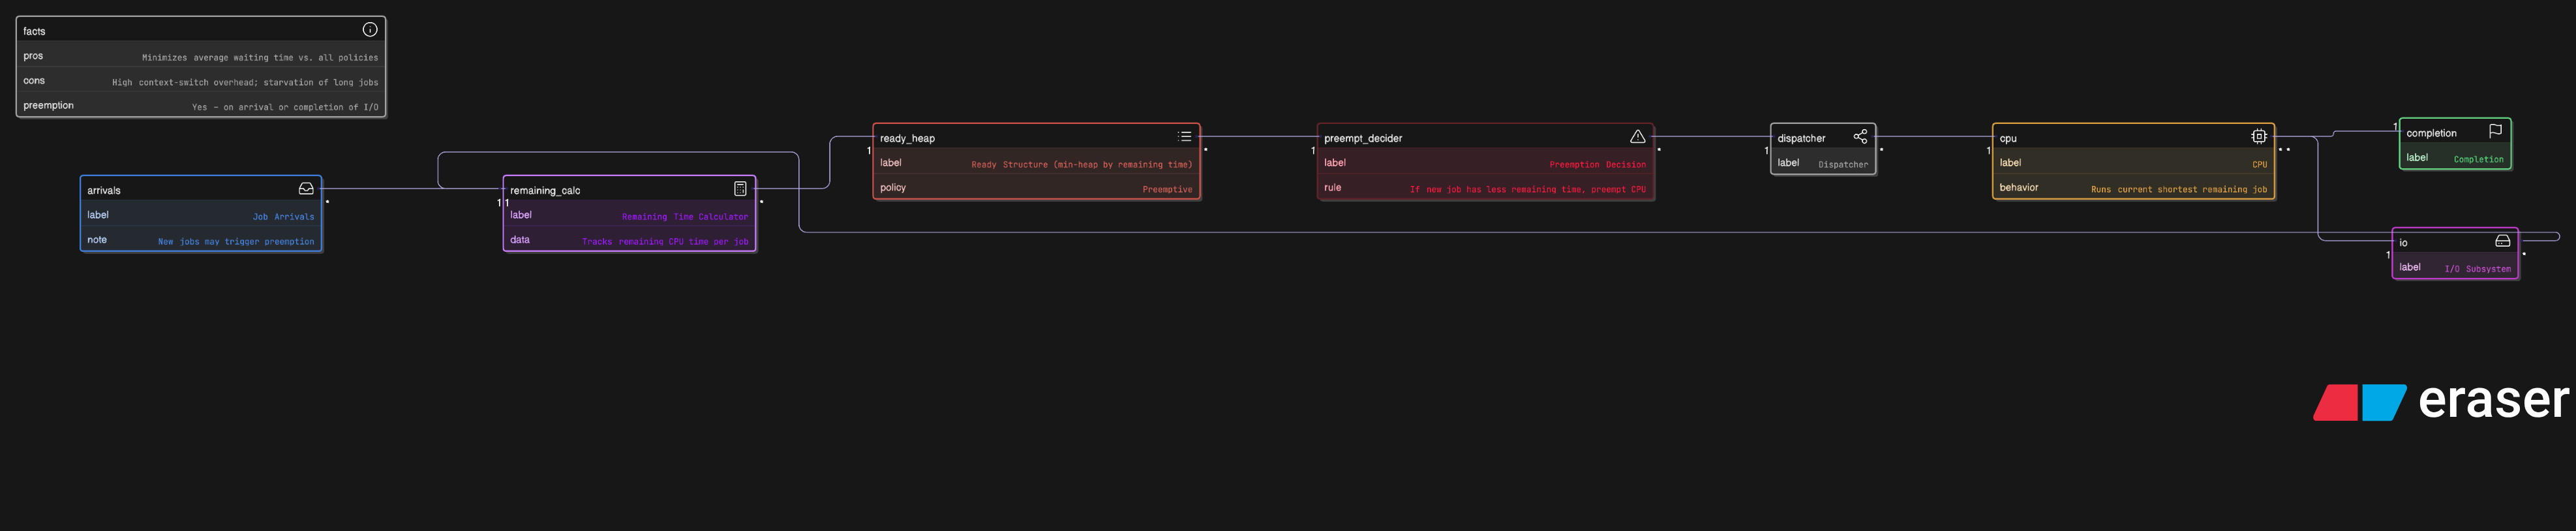 facts
pros Minimizes average waiting time vs. all policies
cons High context-switch overhead; starvation of long jobs
preemption Yes - on arrival or completion of I/O
arrivals
label Job Arrivals
note New jobs may trigger preemption
*
1 1
remaining_calc
label Remaining Time Calculator
data Tracks remaining CPU time per job
*
1
ready_heap
label Ready Structure (min-heap by remaining time)
policy Preemptive
*
1
preempt_decider
label Preemption Decision
rule If new job has less remaining time, preempt CPU
*
1
dispatcher
label Dispatcher
*
1
cpu
label CPU
behavior Runs current shortest remaining job
* *
1
completion
label Completion
1
io
label I/O Subsystem
*
eraser